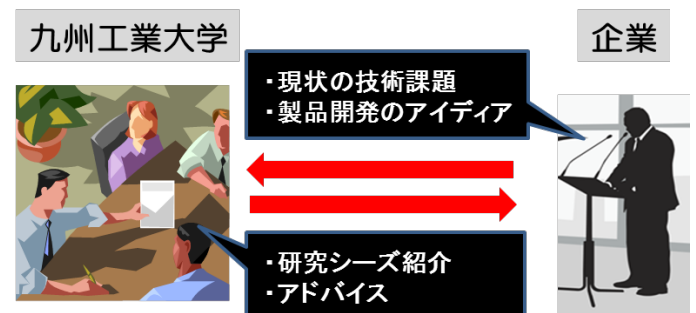 九州工業大学
企業
・現状の技術課題
・製品開発のアイディア
・研究シーズ紹介
・アドバイス